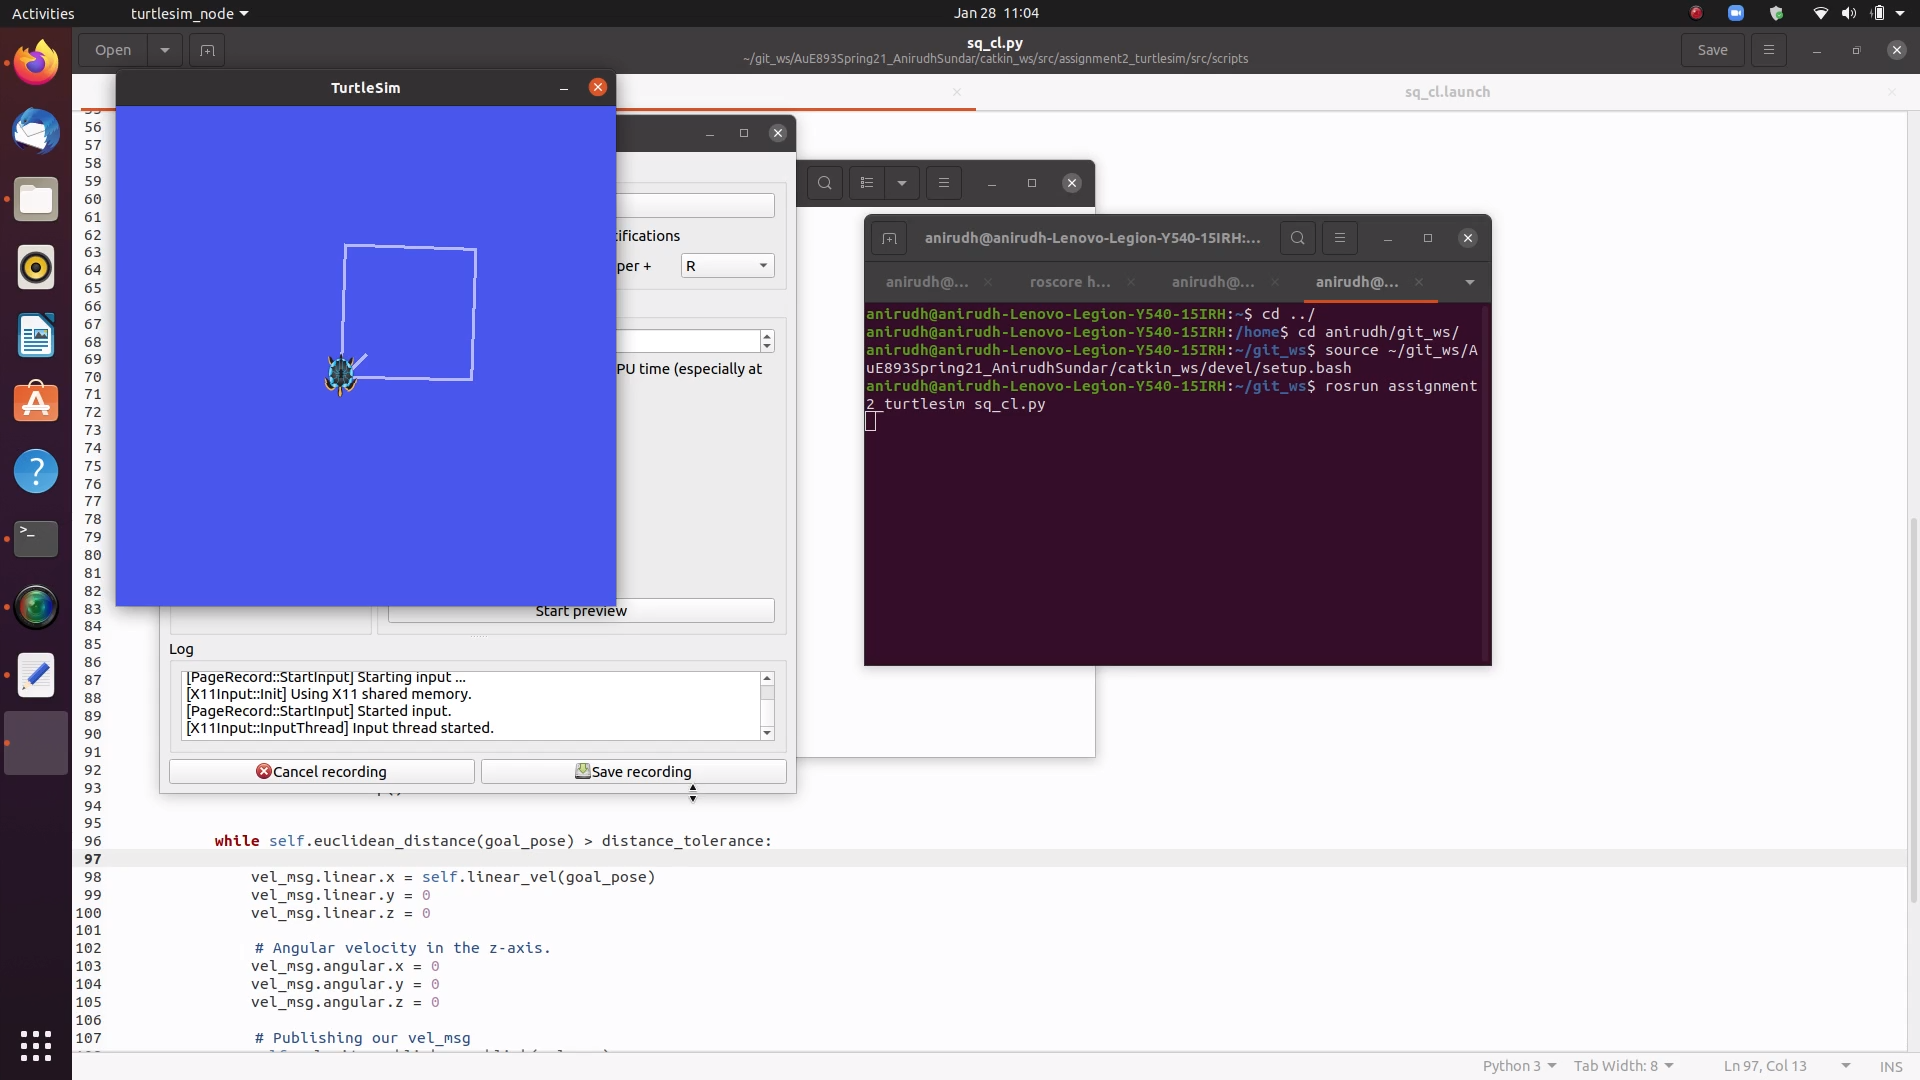 Activities
turtlesim_node
Jan 28 11:04
Open
sq_cl.py
~/git_ws/AuE893Spring21_AnirudhSundar/catkin_ws/src/assignment2_turtlesim/src/scripts
Save
TurtleSim
sq_cl.launch
56
57
58
59
60
61
62
63
64
65
66
67
68
69
70
71
72
73
74
75
76
77
78
79
80
81
82
83
84
85
86
87
88
89
90
91
92
93
94
95
ifications
per +
R
PU time (especially at
Start preview
Log
[PageRecord::StartInput] Starting input ...
[X11Input::Init] Using X11 shared memory.
[PageRecord::StartInput] Started input.
[X11Input::InputThread] Input thread started.
Cancel recording
Save recording
anirudh@anirudh-Lenovo-Legion-Y540-15IRH:...
anirudh@...
roscore h...
anirudh@...
anirudh@...
anirudh@anirudh-Lenovo-Legion-Y540-15IRH:~$ cd ../
anirudh@anirudh-Lenovo-Legion-Y540-15IRH:/home$ cd anirudh/git_ws/
anirudh@anirudh-Lenovo-Legion-Y540-15IRH:~/git_ws$ source ~/git_ws/A
uE893Spring21_AnirudhSundar/catkin_ws/devel/setup.bash
anirudh@anirudh-Lenovo-Legion-Y540-15IRH:~/git_ws$ rosrun assignment
2_turtlesim sq_cl.py
96 while self.euclidean_distance(goal_pose) > distance_tolerance:
97
98 vel_msg.linear.x = self.linear_vel(goal_pose)
99 vel_msg.linear.y = 0
100 vel_msg.linear.z = 0
101
102 # Angular velocity in the z-axis.
103 vel_msg.angular.x = 0
104 vel_msg.angular.y = 0
105 vel_msg.angular.z = 0
106
107 # Publishing our vel_msg
Python 3
Tab Width: 8
Ln 97, Col 13
INS